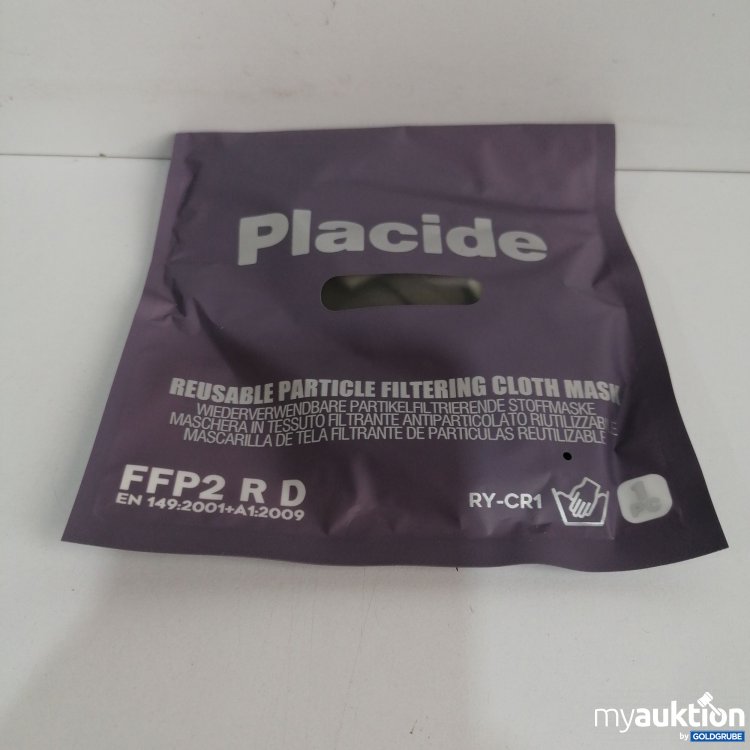 Placide
REUSABLE PARTICLE FILTERING CLOTH MASK
WIEDERVERWENDBARE PARTIKELFILTRIERENDE STOFFMASKE
MASCHERA IN TESSUTO FILTRANTE ANTIPARTICOLATO RIUTILIZZABILE
MASCARILLA DE TELA FILTRANTE DE PARTICULAS REUTILIZABLE
FFP2 R D
EN 149:2001+A1:2009
RY-CR1
1
PC
myauktion
by GOLDGRUBE